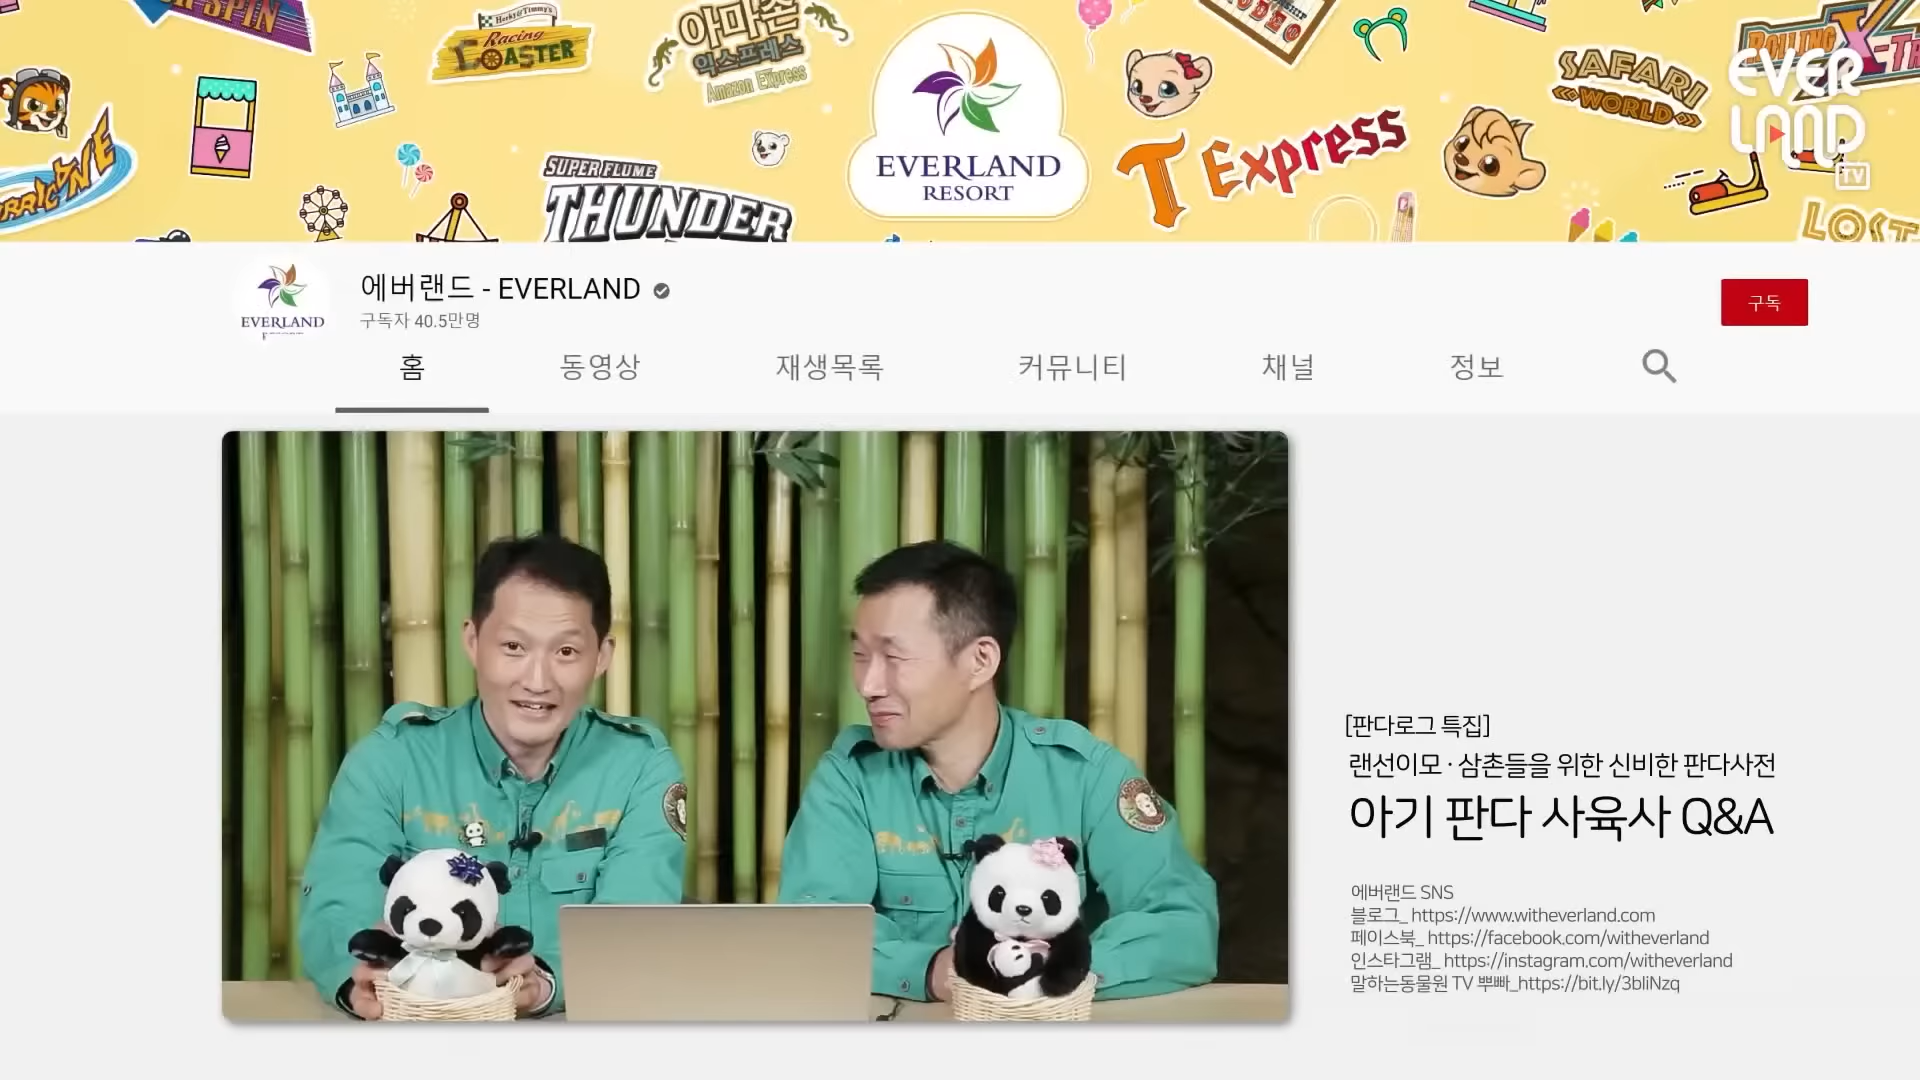 SPIN
Herky & Timmy's
Racing
COASTER
아마존
익스프레스
Amazon Express
RODEO
ROLLING
SAFARI
WORLD
EVER
LAND
TV
EVERLAND
RESORT
T Express
SUPER FLUME
THUNDER
LOST
에버랜드 - EVERLAND
EVERLAND
구독자 40.5만명
구독
홈 동영상 재생목록 커뮤니티 채널 정보
[판다로그 특집]
랜선이모 · 삼촌들을 위한 신비한 판다사전
아기 판다 사육사 Q&A
에버랜드 SNS
블로그_ https://www.witheverland.com
페이스북_ https://facebook.com/witheverland
인스타그램_ https://instagram.com/witheverland
말하는동물원 TV 뿌빠_https://bit.ly/3bliNzq